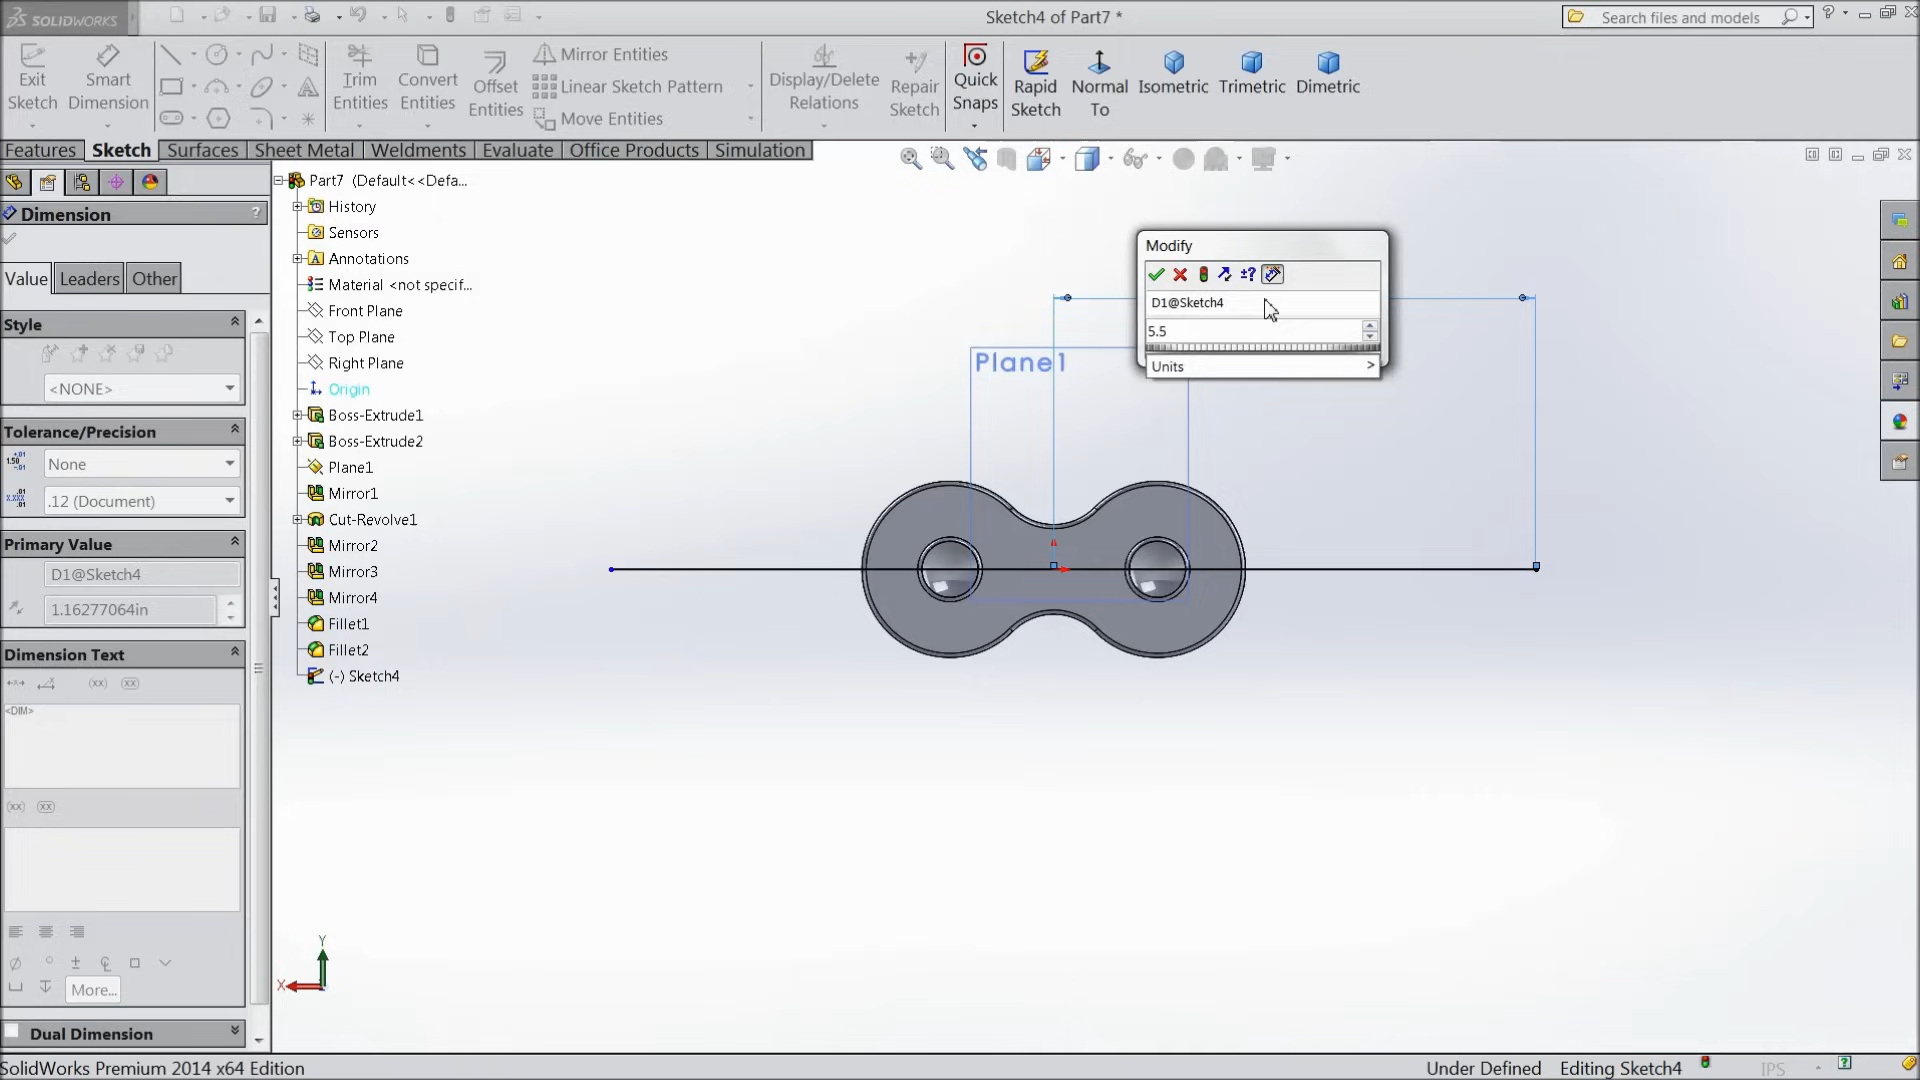 SOLIDWORKS
Sketch4 of Part7 *
Search files and models
Exit Sketch
Smart Dimension
Trim Entities
Convert Entities
Offset Entities
Mirror Entities
Linear Sketch Pattern
Move Entities
Display/Delete Relations
Repair Sketch
Quick Snaps
Rapid Sketch
Normal To
Isometric
Trimetric
Dimetric
Features
Sketch
Surfaces
Sheet Metal
Weldments
Evaluate
Office Products
Simulation
Dimension
?
Value
Leaders
Other
Style
<NONE>
Tolerance/Precision
None
.12 (Document)
Primary Value
D1@Sketch4
1.16277064in
Dimension Text
<DIM>
More...
Dual Dimension
Part7 (Default<<Defa...
History
Sensors
Annotations
Material <not specif...
Front Plane
Top Plane
Right Plane
Origin
Boss-Extrude1
Boss-Extrude2
Plane1
Mirror1
Cut-Revolve1
Mirror2
Mirror3
Mirror4
Fillet1
Fillet2
(-) Sketch4
Modify
D1@Sketch4
5.5
Units >
Plane1
Y
X
SolidWorks Premium 2014 x64 Edition
Under Defined
Editing Sketch4
IPS